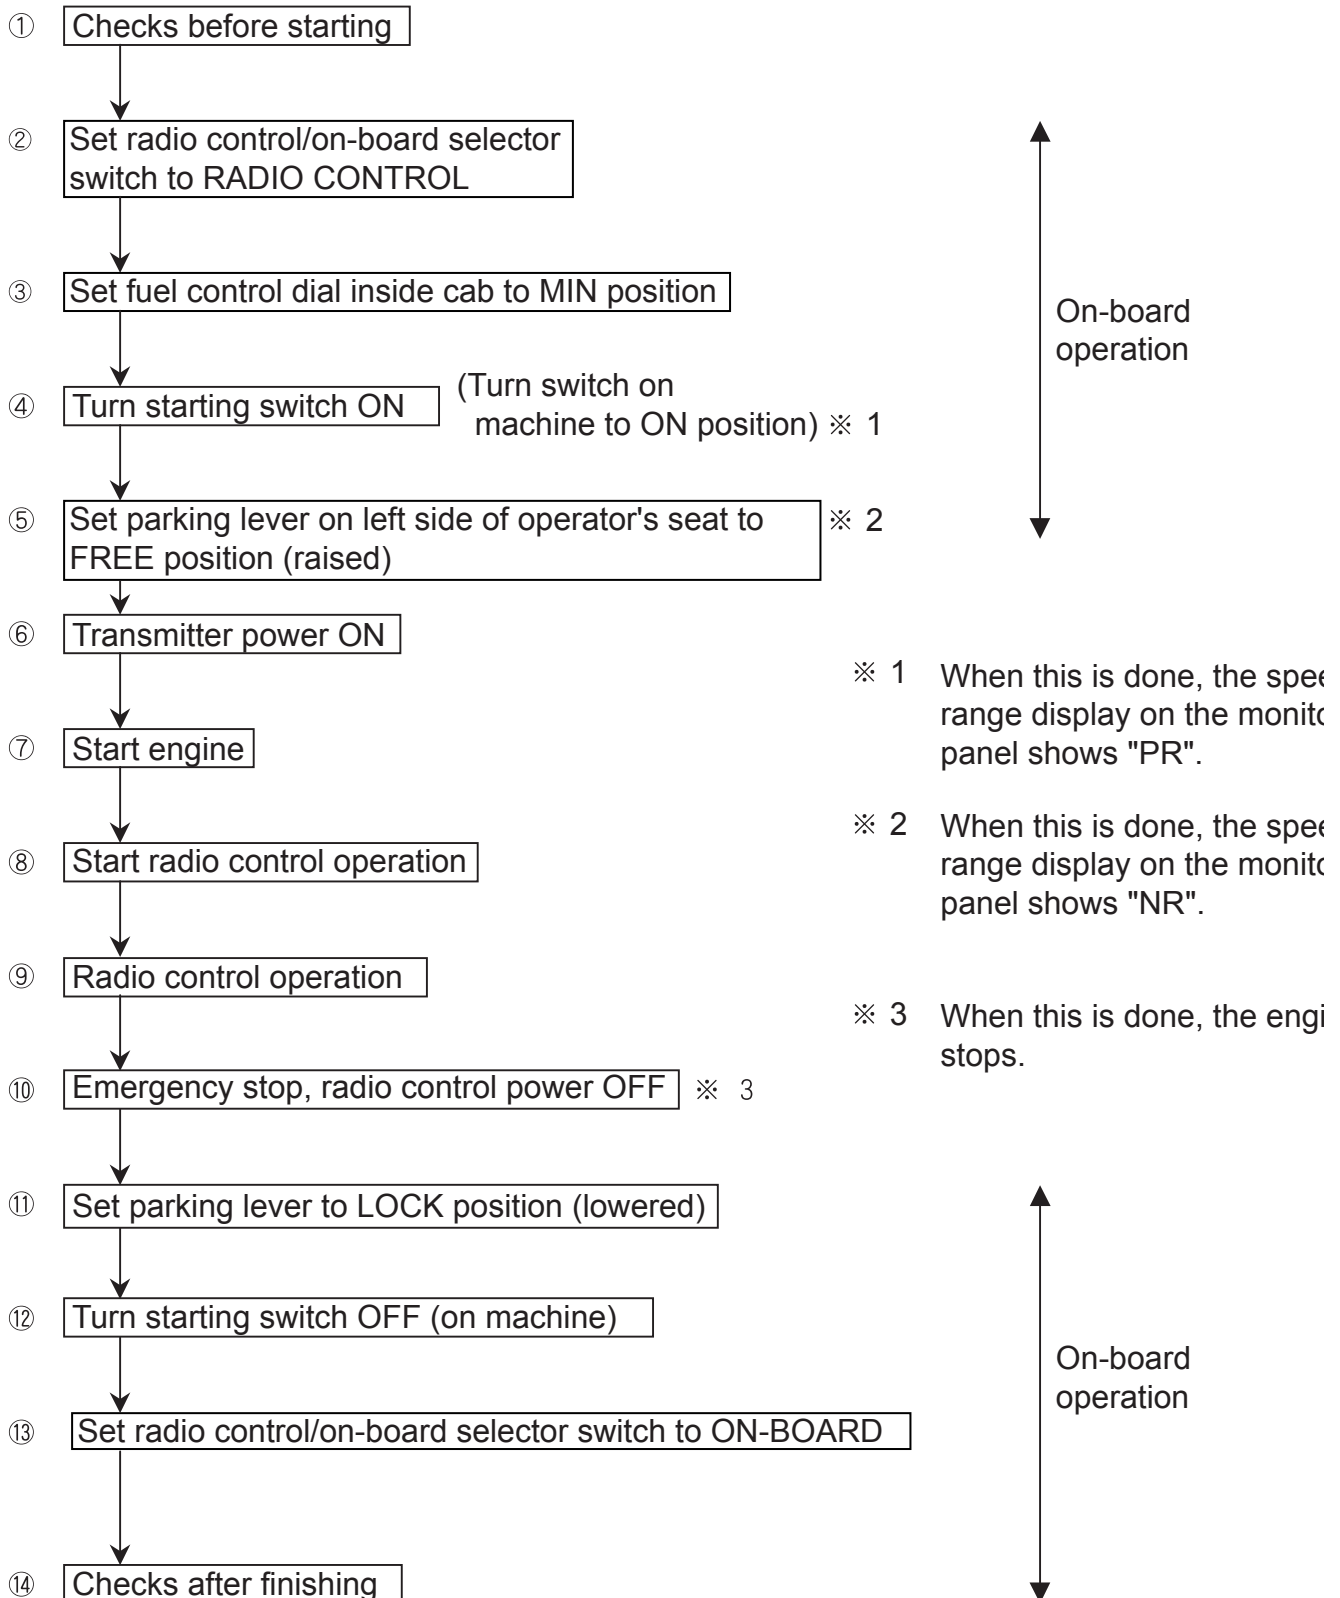 ① Checks before starting
② Set radio control/on-board selector
switch to RADIO CONTROL
③ Set fuel control dial inside cab to MIN position
On-board
operation
④ Turn starting switch ON (Turn switch on
machine to ON position) ※ 1
⑤ Set parking lever on left side of operator's seat to ※ 2
FREE position (raised)
⑥ Transmitter power ON
※ 1 When this is done, the
range display on the
panel shows "PR".
⑦ Start engine
※ 2 When this is done, the
range display on the
panel shows "NR".
⑧ Start radio control operation
⑨ Radio control operation
※ 3 When this is done, the
stops.
⑩ Emergency stop, radio control power OFF ※ 3
⑪ Set parking lever to LOCK position (lowered)
⑫ Turn starting switch OFF (on machine)
On-board
operation
⑬ Set radio control/on-board selector switch to ON-BOARD
⑭ Checks after finishing